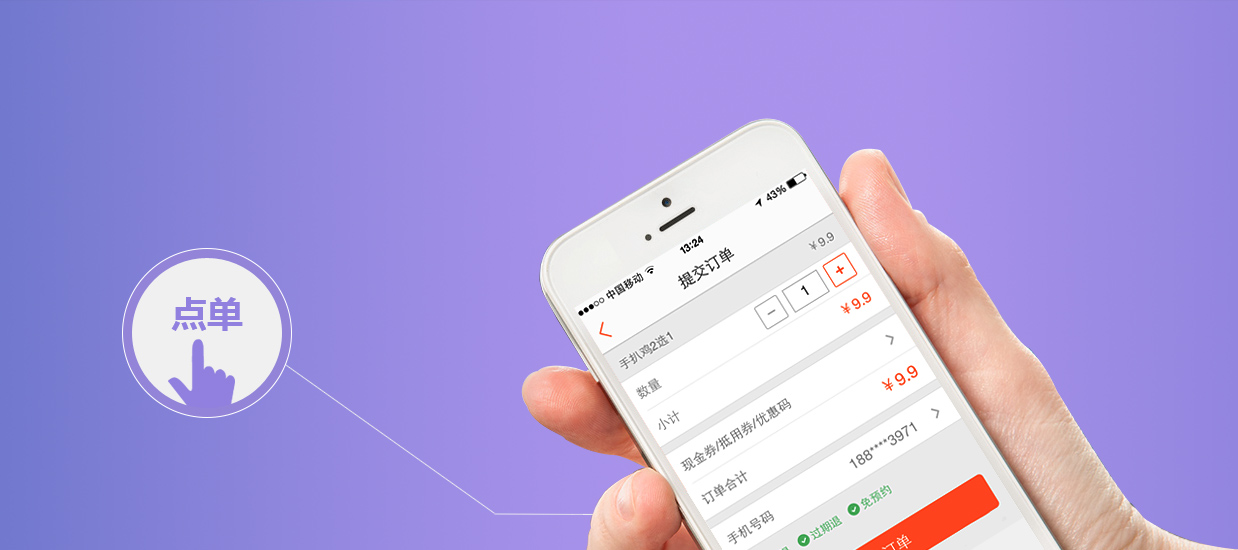 点单
中国移动
13:24
43%
提交订单
手扒鸡2选1
¥9.9
数量
1
小计
¥9.9
现金券/抵用券/优惠码
订单合计
¥9.9
手机号码
188****3971
过期退
免预约
订单